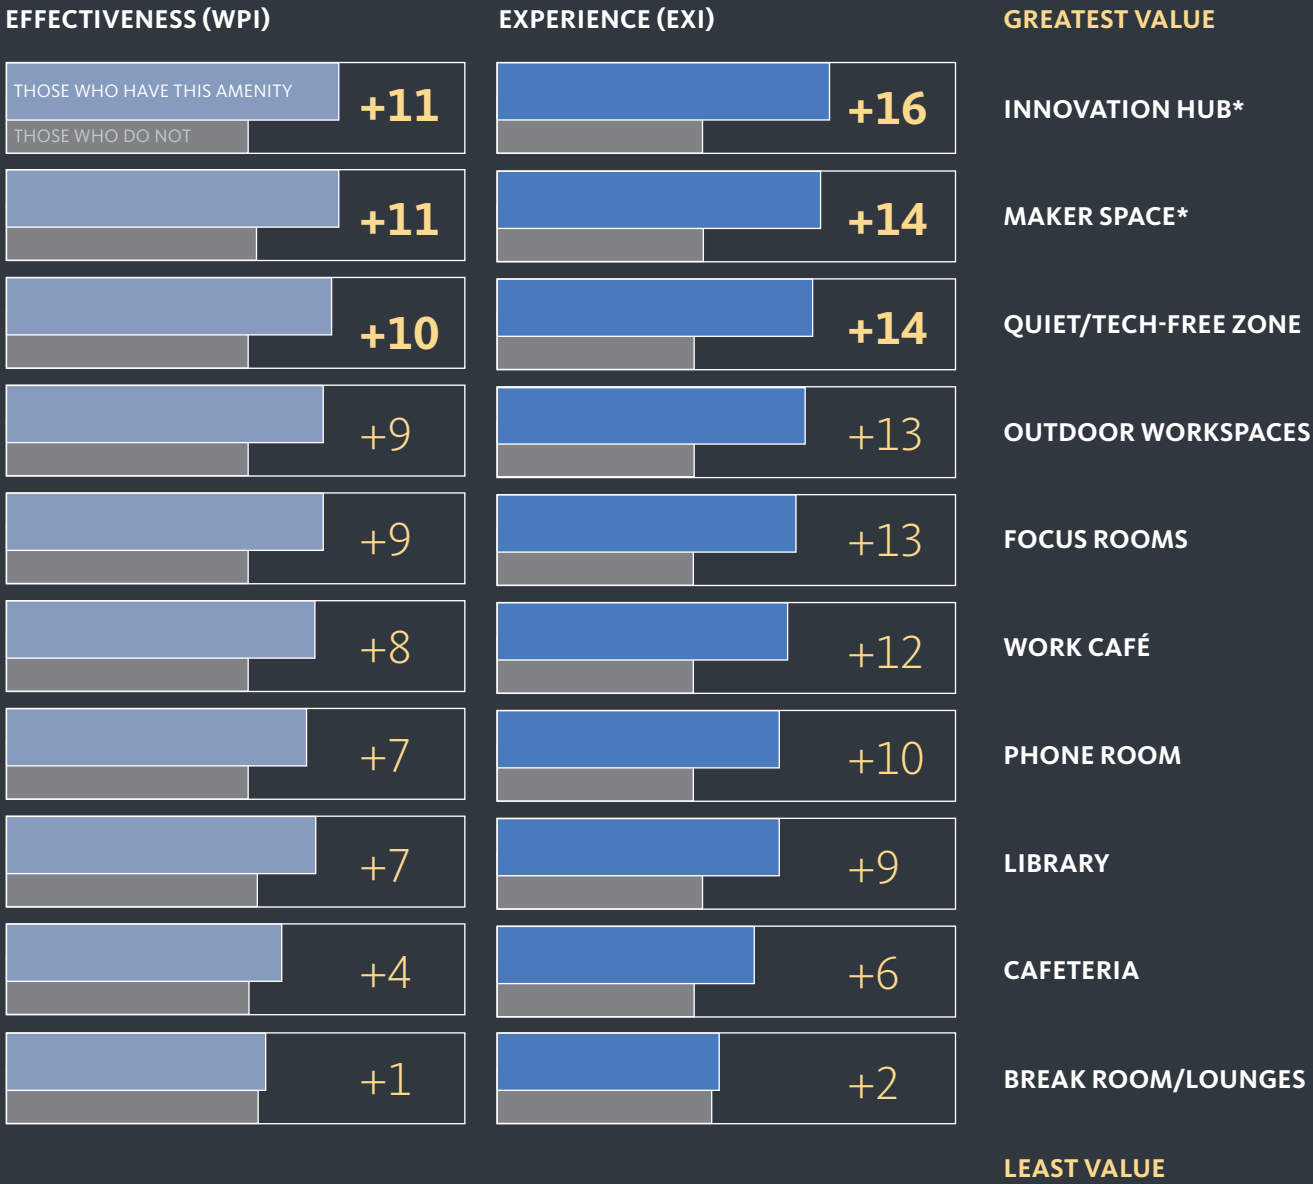 EFFECTIVENESS (WPI) EXPERIENCE (EXI) GREATEST VALUE
THOSE WHO HAVE THIS AMENITY
THOSE WHO DO NOT
+11 +16 INNOVATION HUB*
+11 +14 MAKER SPACE*
+10 +14 QUIET/TECH-FREE ZONE
+9 +13 OUTDOOR WORKSPACES
+9 +13 FOCUS ROOMS
+8 +12 WORK CAFÉ
+7 +10 PHONE ROOM
+7 +9 LIBRARY
+4 +6 CAFETERIA
+1 +2 BREAK ROOM/LOUNGES
LEAST VALUE